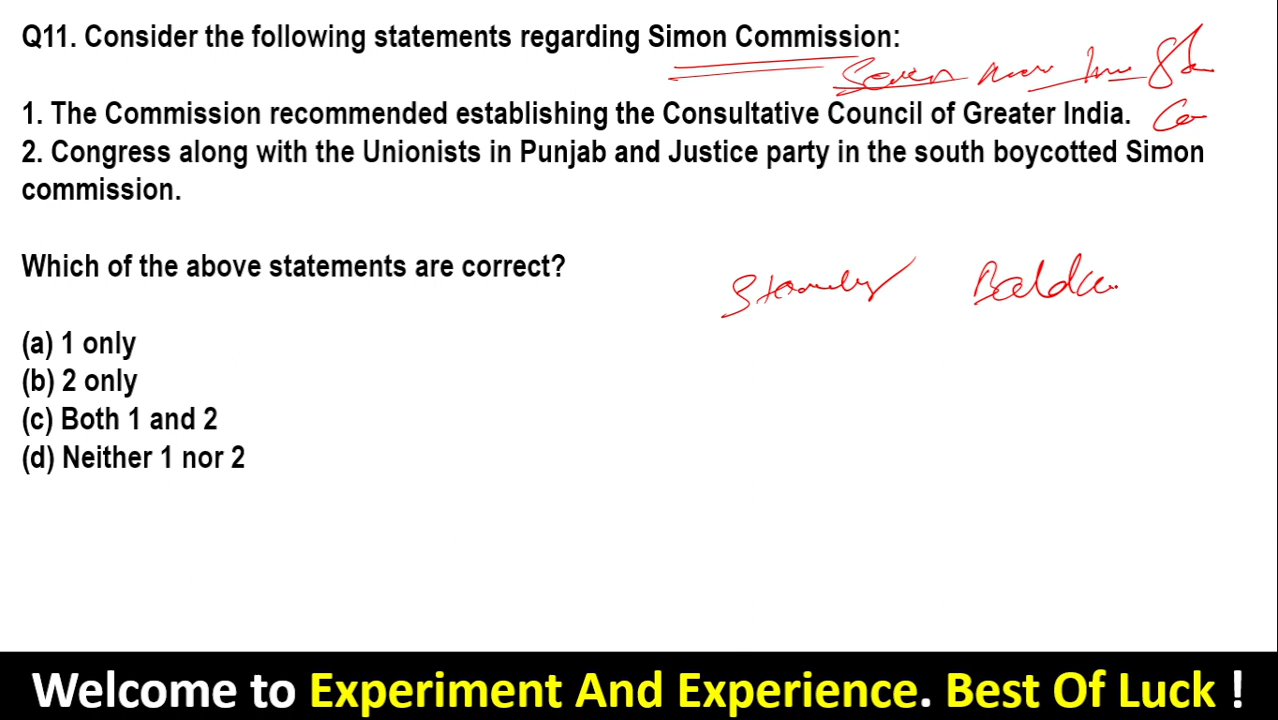 Q11. Consider the following statements regarding Simon Commission:
Seven
1. The Commission recommended establishing the Consultative Council of Greater India.
2. Congress along with the Unionists in Punjab and Justice party in the south boycotted Simon
commission.
Which of the above statements are correct?
Stanley
(a) 1 only
(b) 2 only
(c) Both 1 and 2
(d) Neither 1 nor 2
Welcome to Experiment And Experience. Best Of Luck !